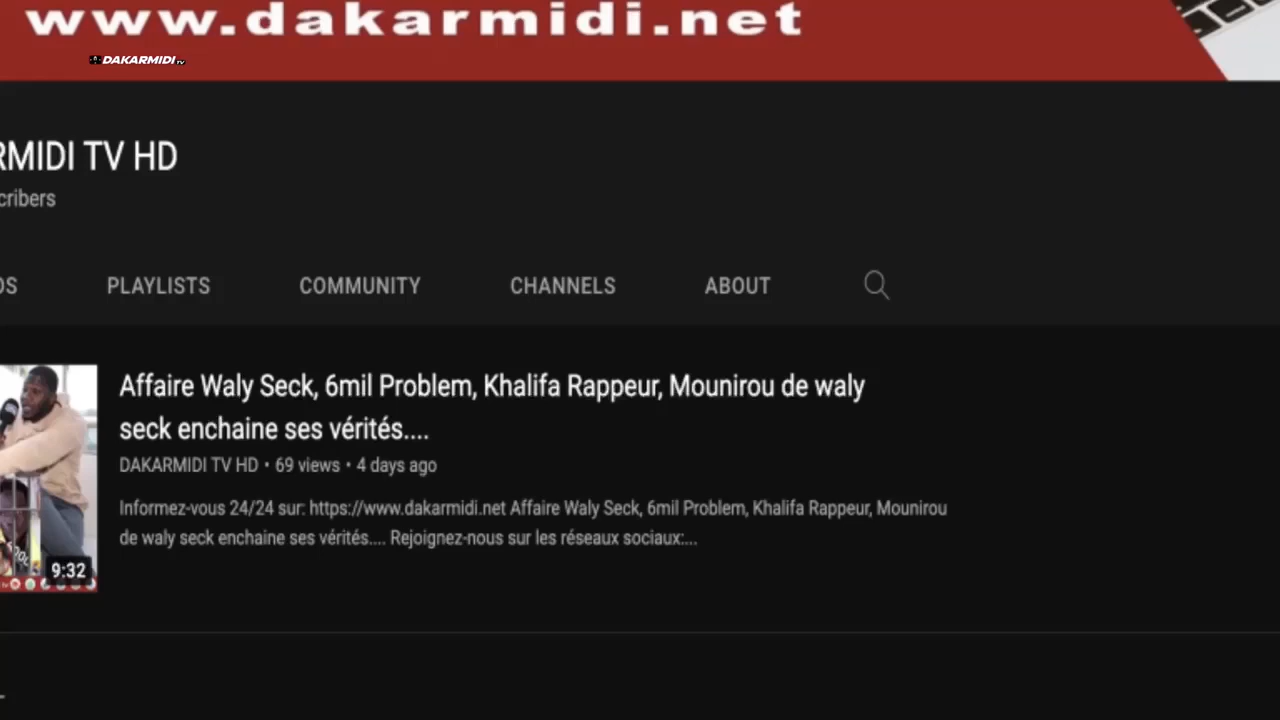 www.dakarmidi.net
DAKARMIDI TV
RMIDI TV HD
cribers
OS
PLAYLISTS
COMMUNITY
CHANNELS
ABOUT
Affaire Waly Seck, 6mil Problem, Khalifa Rappeur, Mounirou de waly
seck enchaine ses vérités....
DAKARMIDI TV HD • 69 views • 4 days ago
Informez-vous 24/24 sur: https://www.dakarmidi.net Affaire Waly Seck, 6mil Problem, Khalifa Rappeur, Mounirou
de waly seck enchaine ses vérités.... Rejoignez-nous sur les réseaux sociaux:...
9:32